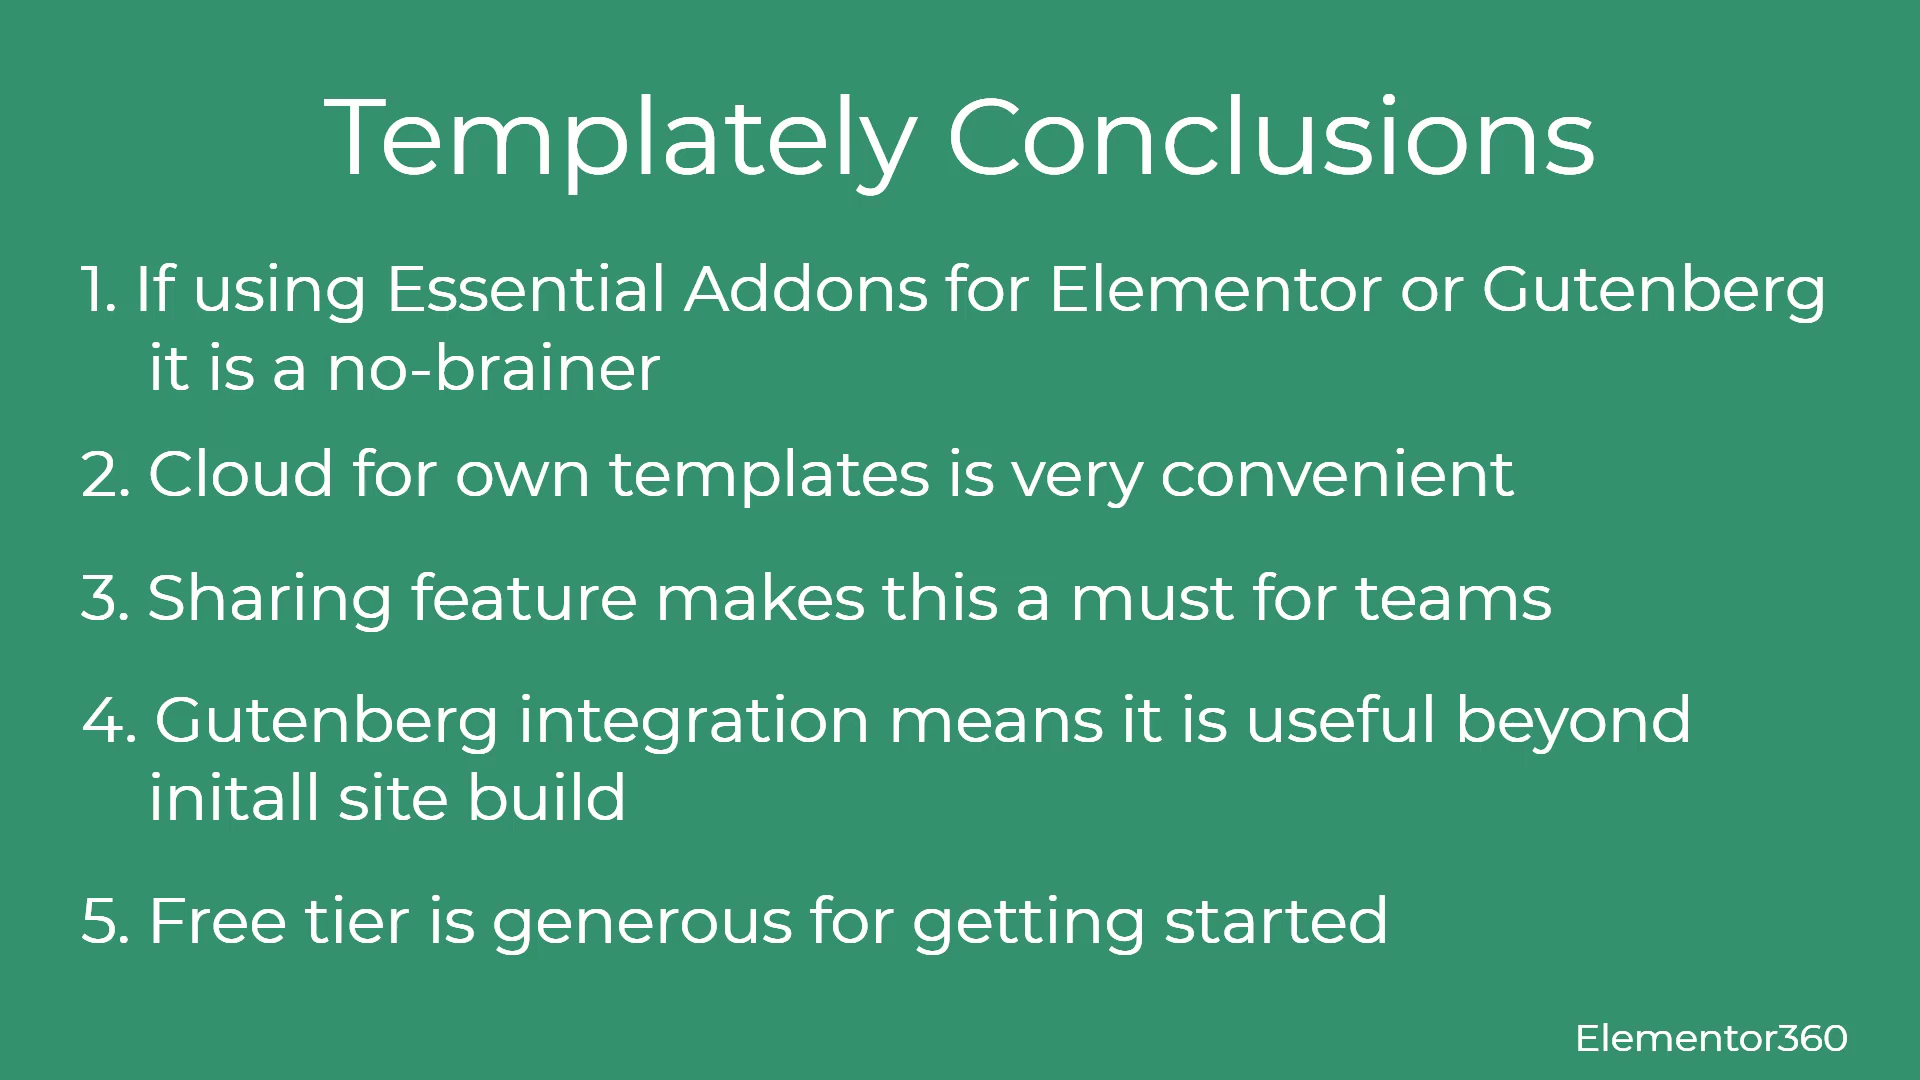 Templately Conclusions
1. If using Essential Addons for Elementor or Gutenberg
it is a no-brainer
2. Cloud for own templates is very convenient
3. Sharing feature makes this a must for teams
4. Gutenberg integration means it is useful beyond
initall site build
5. Free tier is generous for getting started
Elementor360